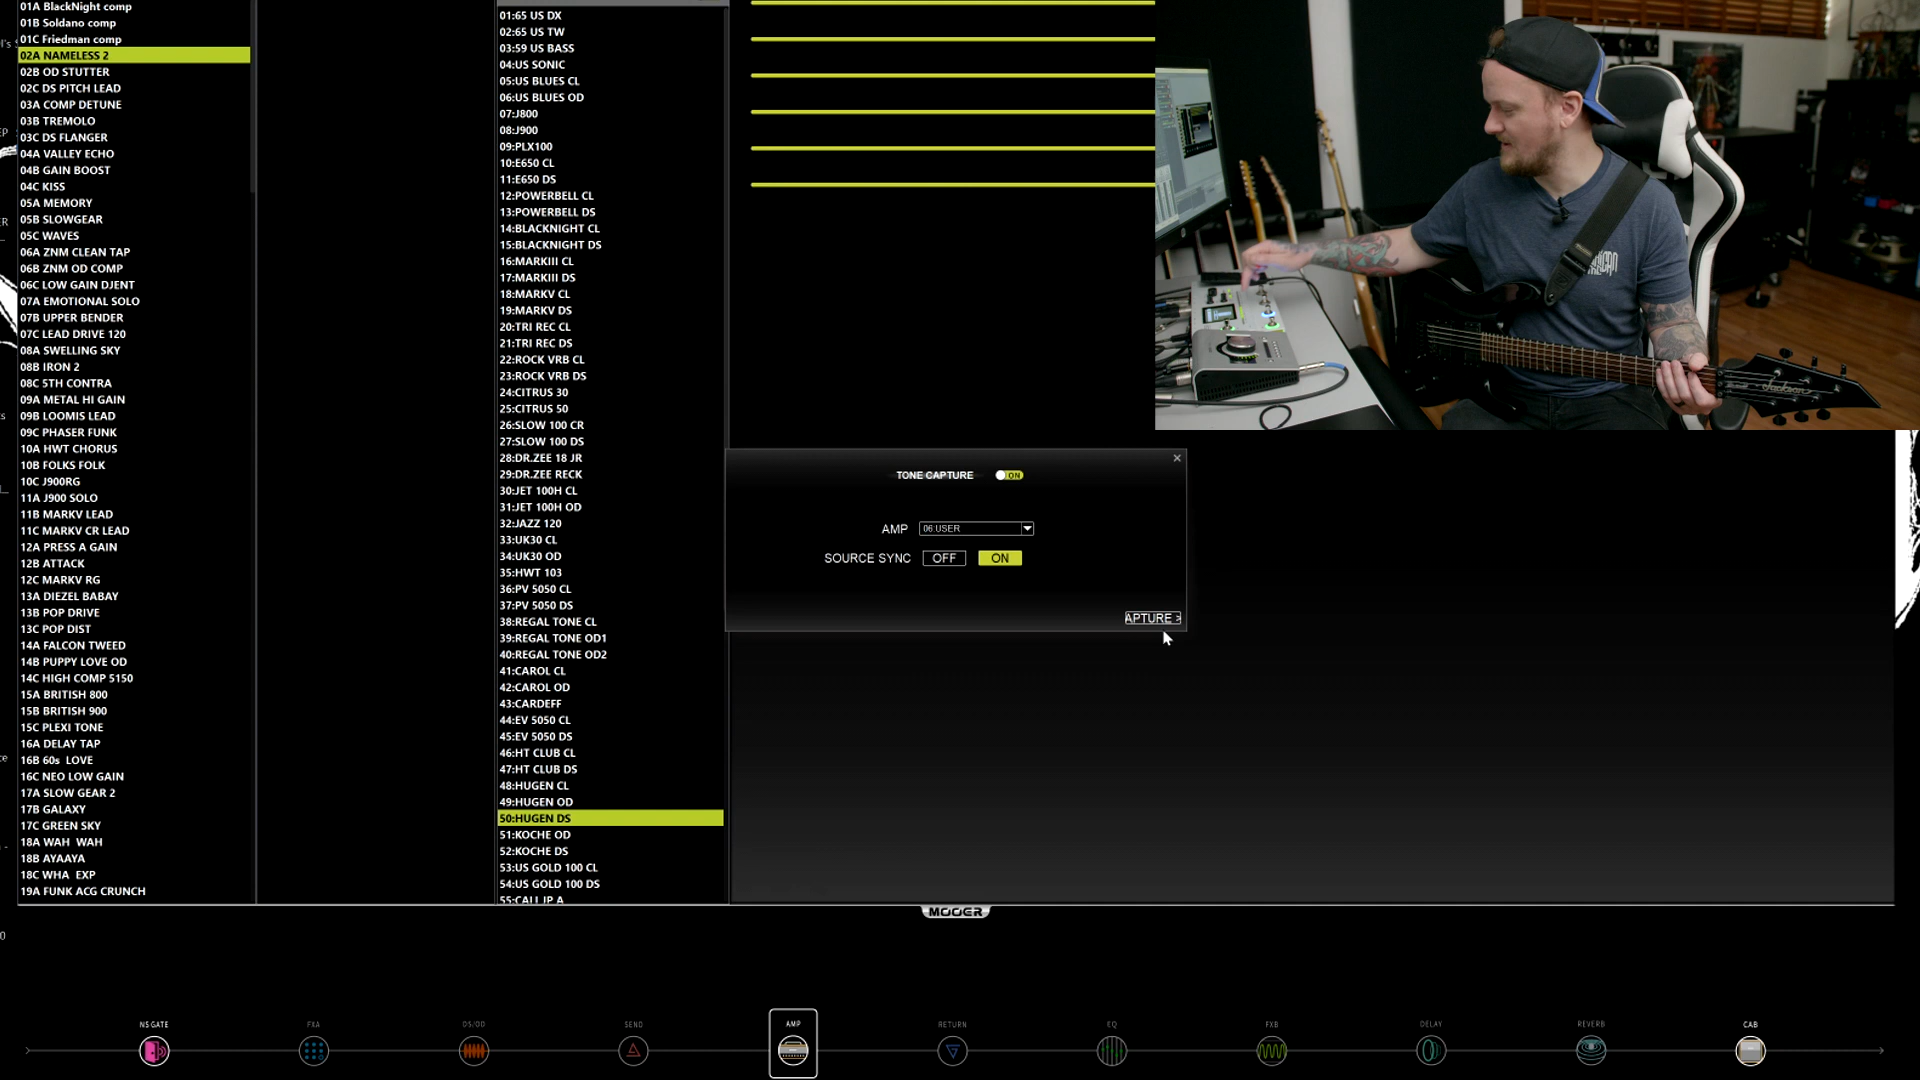 01A BlackNight comp
01B Soldano comp
01C Friedman comp
02A NAMELESS 2
02B OD STUTTER
02C DS PITCH LEAD
03A COMP DETUNE
03B TREMOLO
03C DS FLANGER
04A VALLEY ECHO
04B GAIN BOOST
04C KISS
05A MEMORY
05B SLOWGEAR
05C WAVES
06A ZNM CLEAN TAP
06B ZNM OD COMP
06C LOW GAIN DJENT
07A EMOTIONAL SOLO
07B UPPER BENDER
07C LEAD DRIVE 120
08A SWELLING SKY
08B IRON 2
08C 5TH CONTRA
09A METAL HI GAIN
09B LOOMIS LEAD
09C PHASER FUNK
10A HWT CHORUS
10B FOLKS FOLK
10C J900RG
11A J900 SOLO
11B MARKV LEAD
11C MARKV CR LEAD
12A PRESS A GAIN
12B ATTACK
12C MARKV RG
13A DIEZEL BABAY
13B POP DRIVE
13C POP DIST
14A FALCON TWEED
14B PUPPY LOVE OD
14C HIGH COMP 5150
15A BRITISH 800
15B BRITISH 900
15C PLEXI TONE
16A DELAY TAP
16B 60s LOVE
16C NEO LOW GAIN
17A SLOW GEAR 2
17B GALAXY
17C GREEN SKY
18A WAH WAH
18B AYAAYA
18C WHA EXP
19A FUNK ACG CRUNCH
01:65 US DX
02:65 US TW
03:59 US BASS
04:US SONIC
05:US BLUES CL
06:US BLUES OD
07:J800
08:J900
09:PLX100
10:E650 CL
11:E650 DS
12:POWERBELL CL
13:POWERBELL DS
14:BLACKNIGHT CL
15:BLACKNIGHT DS
16:MARKIII CL
17:MARKIII DS
18:MARKV CL
19:MARKV DS
20:TRI REC CL
21:TRI REC DS
22:ROCK VRB CL
23:ROCK VRB DS
24:CITRUS 30
25:CITRUS 50
26:SLOW 100 CR
27:SLOW 100 DS
28:DR.ZEE 18 JR
29:DR.ZEE RECK
30:JET 100H CL
31:JET 100H OD
32:JAZZ 120
33:UK30 CL
34:UK30 OD
35:HWT 103
36:PV 5050 CL
37:PV 5050 DS
38:REGAL TONE CL
39:REGAL TONE OD1
40:REGAL TONE OD2
41:CAROL CL
42:CAROL OD
43:CARDEFF
44:EV 5050 CL
45:EV 5050 DS
46:HT CLUB CL
47:HT CLUB DS
48:HUGEN CL
49:HUGEN OD
50:HUGEN DS
51:KOCHE OD
52:KOCHE DS
53:US GOLD 100 CL
54:US GOLD 100 DS
55:CALI JP A
TONE CAPTURE ON
AMP 06:USER
SOURCE SYNC OFF ON
APTURE >
Jackson
MOOER
NS GATE FXA DS/OD SEND AMP RETURN EQ FXB DELAY REVERB CAB